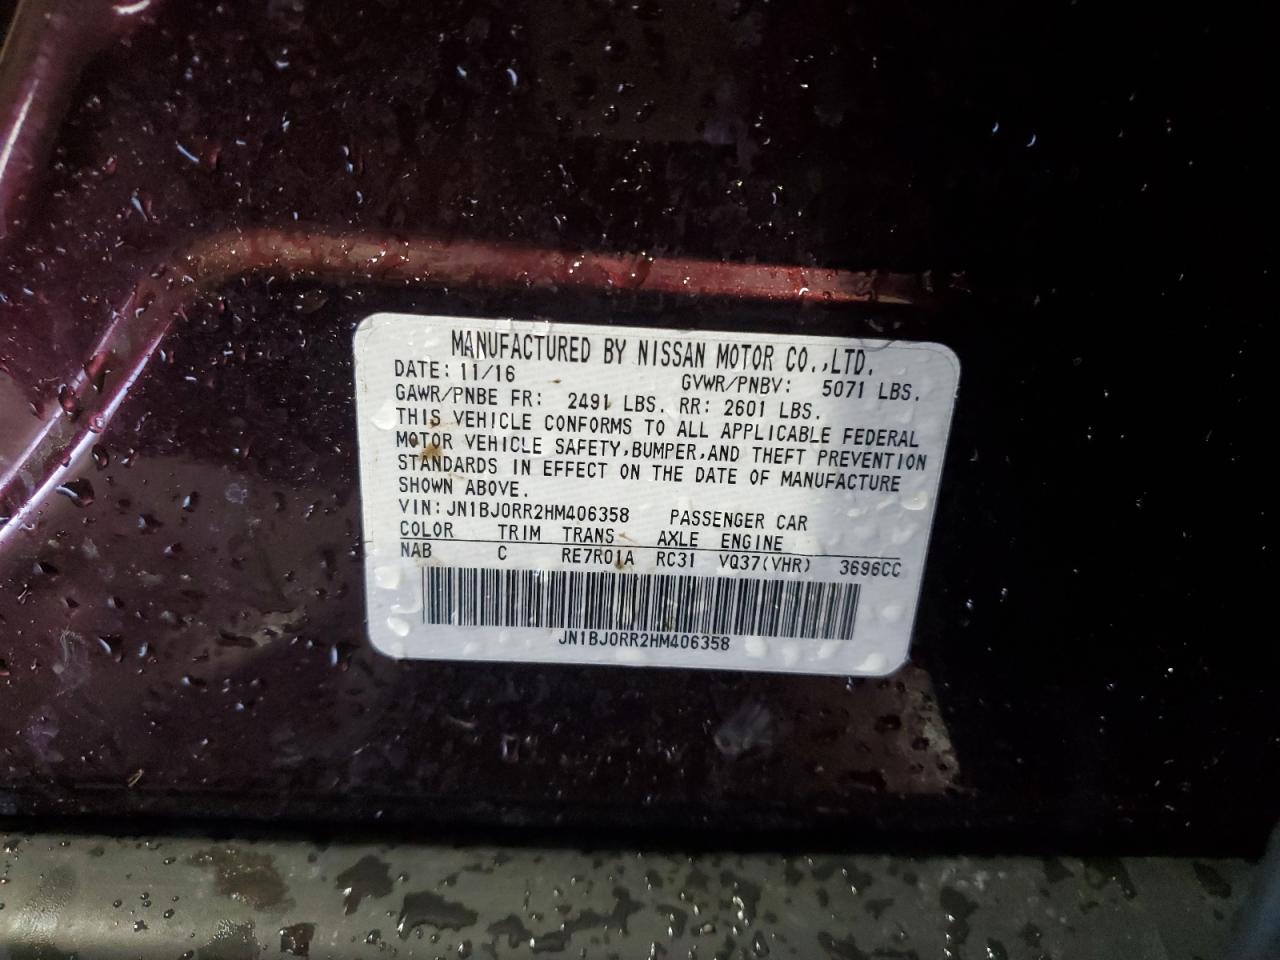 MANUFACTURED BY NISSAN MOTOR CO.,LTD.
DATE: 11/16 GVWR/PNBV: 5071 LBS.
GAWR/PNBE FR: 2491 LBS. RR: 2601 LBS.
THIS VEHICLE CONFORMS TO ALL APPLICABLE FEDERAL
MOTOR VEHICLE SAFETY,BUMPER,AND THEFT PREVENTION
STANDARDS IN EFFECT ON THE DATE OF MANUFACTURE
SHOWN ABOVE.
VIN:JN1BJ0RR2HM406358 PASSENGER CAR
COLOR TRIM TRANS AXLE ENGINE
NAB C RE7R01A RC31 VQ37(VHR) 3696CC
JN1BJ0RR2HM406358